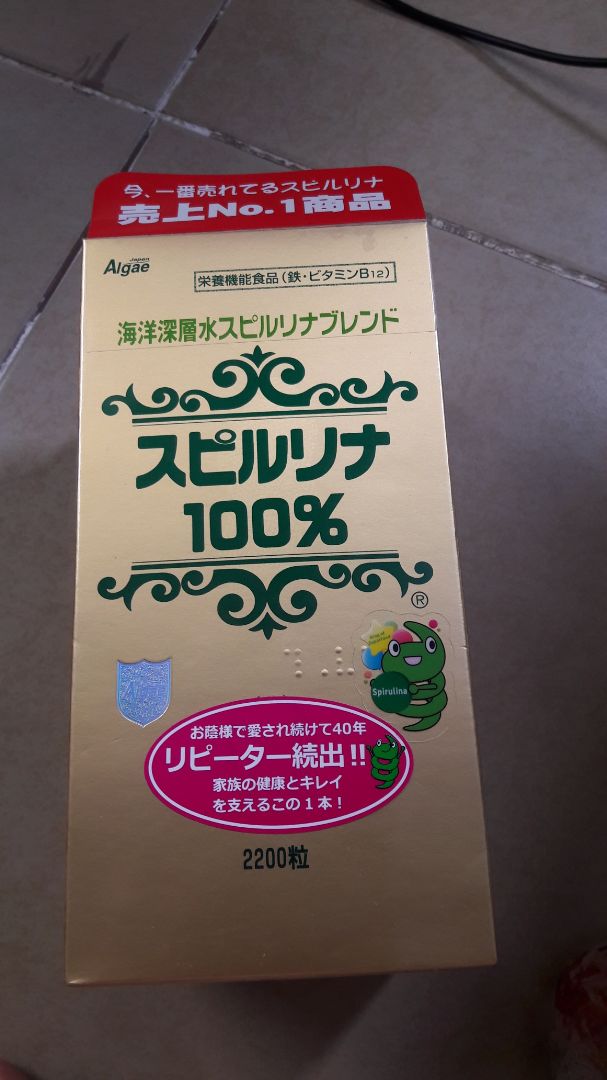 今、一番売れてるスピルリナ
売上No.1商品
Japan
Algae
栄養機能食品(鉄・ビタミンB12)
海洋深層水スピルリナブレンド
スピルリナ
100%
®
Spirulina
お蔭様で愛され続けて40年
リピーター続出!!
家族の健康とキレイ
を支えるこの1本!
2200粒